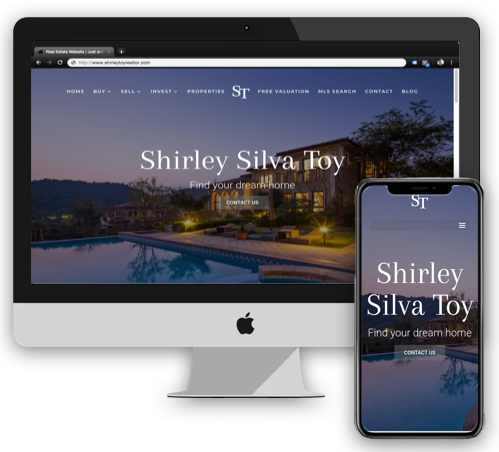 Real Estate Website | Just a
http://www.shirleytoyrealtor.com
HOME BUY SELL INVEST PROPERTIES ST FREE VALUATION MLS SEARCH CONTACT BLOG
Shirley Silva Toy
Find your dream home
CONTACT US
ST
Shirley
Silva Toy
Find your dream home
CONTACT US